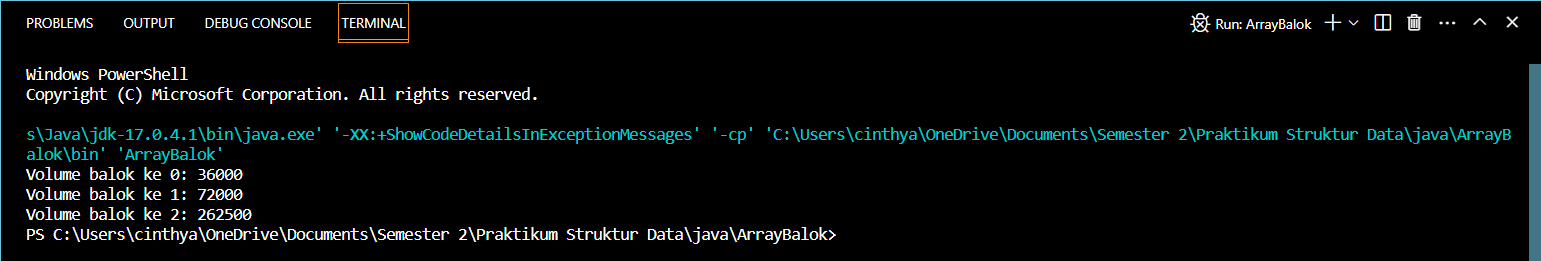 PROBLEMS OUTPUT DEBUG CONSOLE TERMINAL Run: ArrayBalok
Windows PowerShell
Copyright (C) Microsoft Corporation. All rights reserved.
s\Java\jdk-17.0.4.1\bin\java.exe' '-XX:+ShowCodeDetailsInExceptionMessages' '-cp' 'C:\Users\cinthya\OneDrive\Documents\Semester 2\Praktikum Struktur Data\java\ArrayB
alok\bin' 'ArrayBalok'
Volume balok ke 0: 36000
Volume balok ke 1: 72000
Volume balok ke 2: 262500
PS C:\Users\cinthya\OneDrive\Documents\Semester 2\Praktikum Struktur Data\java\ArrayBalok>